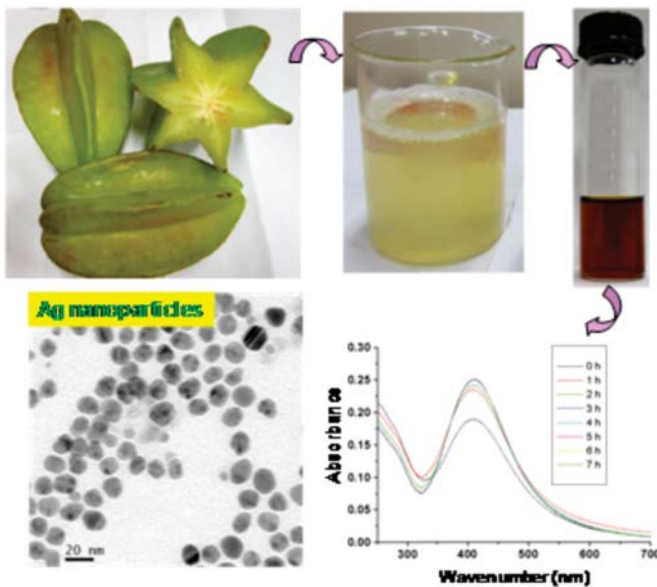 Ag nanoparticles
20 nm
Absorbance
0.30
0.25
0.20
0.15
0.10
0.05
0.00
300
400
500
600
700
Wavenumber (nm)
0 h
1 h
2 h
3 h
4 h
5 h
6 h
7 h